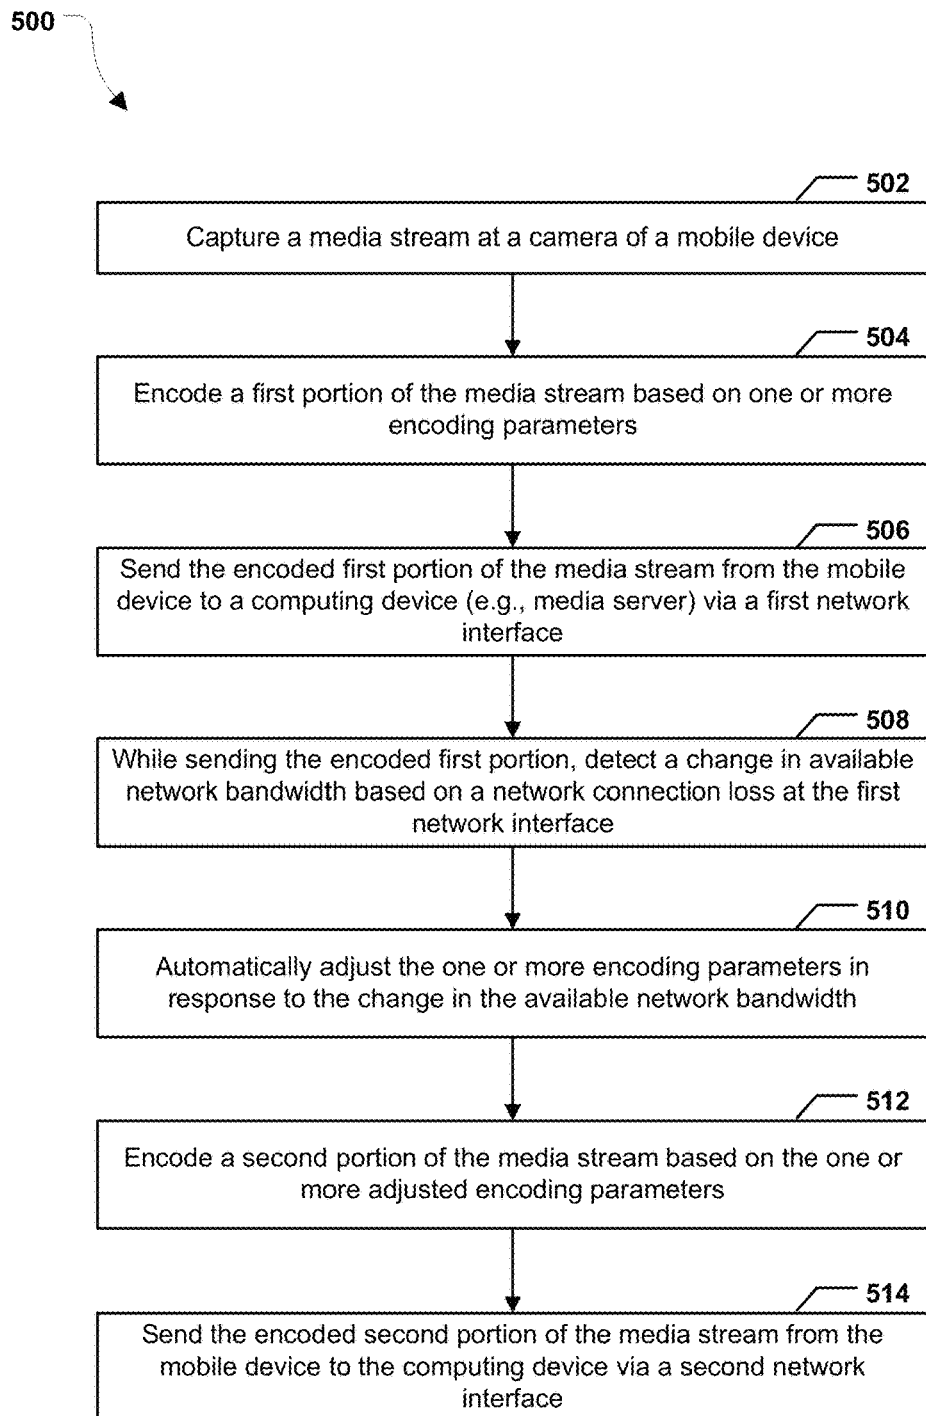 500
502
Capture a media stream at a camera of a mobile device
504
Encode a first portion of the media stream based on one or more
encoding parameters
506
Send the encoded first portion of the media stream from the mobile
device to a computing device (e.g., media server) via a first network
interface
508
While sending the encoded first portion, detect a change in available
network bandwidth based on a network connection loss at the first
network interface
510
Automatically adjust the one or more encoding parameters in
response to the change in the available network bandwidth
512
Encode a second portion of the media stream based on the one or
more adjusted encoding parameters
514
Send the encoded second portion of the media stream from the
mobile device to the computing device via a second network
interface